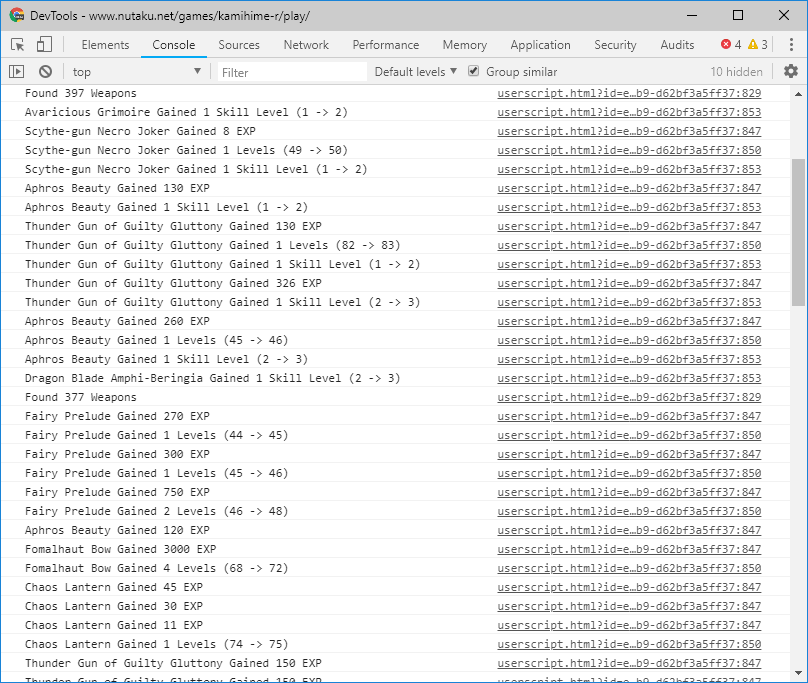 DevTools - www.nutaku.net/games/kamihime-r/play/
Elements Console Sources Network Performance Memory Application Security Audits 4 3
top Filter Default levels Group similar 10 hidden
Found 397 Weapons userscript.html?id=e…b9-d62bf3a5ff37:829
Avaricious Grimoire Gained 1 Skill Level (1 -> 2) userscript.html?id=e…b9-d62bf3a5ff37:853
Scythe-gun Necro Joker Gained 8 EXP userscript.html?id=e…b9-d62bf3a5ff37:847
Scythe-gun Necro Joker Gained 1 Levels (49 -> 50) userscript.html?id=e…b9-d62bf3a5ff37:850
Scythe-gun Necro Joker Gained 1 Skill Level (1 -> 2) userscript.html?id=e…b9-d62bf3a5ff37:853
Aphros Beauty Gained 130 EXP userscript.html?id=e…b9-d62bf3a5ff37:847
Aphros Beauty Gained 1 Skill Level (1 -> 2) userscript.html?id=e…b9-d62bf3a5ff37:853
Thunder Gun of Guilty Gluttony Gained 130 EXP userscript.html?id=e…b9-d62bf3a5ff37:847
Thunder Gun of Guilty Gluttony Gained 1 Levels (82 -> 83) userscript.html?id=e…b9-d62bf3a5ff37:850
Thunder Gun of Guilty Gluttony Gained 1 Skill Level (1 -> 2) userscript.html?id=e…b9-d62bf3a5ff37:853
Thunder Gun of Guilty Gluttony Gained 326 EXP userscript.html?id=e…b9-d62bf3a5ff37:847
Thunder Gun of Guilty Gluttony Gained 1 Skill Level (2 -> 3) userscript.html?id=e…b9-d62bf3a5ff37:853
Aphros Beauty Gained 260 EXP userscript.html?id=e…b9-d62bf3a5ff37:847
Aphros Beauty Gained 1 Levels (45 -> 46) userscript.html?id=e…b9-d62bf3a5ff37:850
Aphros Beauty Gained 1 Skill Level (2 -> 3) userscript.html?id=e…b9-d62bf3a5ff37:853
Dragon Blade Amphi-Beringia Gained 1 Skill Level (2 -> 3) userscript.html?id=e…b9-d62bf3a5ff37:853
Found 377 Weapons userscript.html?id=e…b9-d62bf3a5ff37:829
Fairy Prelude Gained 270 EXP userscript.html?id=e…b9-d62bf3a5ff37:847
Fairy Prelude Gained 1 Levels (44 -> 45) userscript.html?id=e…b9-d62bf3a5ff37:850
Fairy Prelude Gained 300 EXP userscript.html?id=e…b9-d62bf3a5ff37:847
Fairy Prelude Gained 1 Levels (45 -> 46) userscript.html?id=e…b9-d62bf3a5ff37:850
Fairy Prelude Gained 750 EXP userscript.html?id=e…b9-d62bf3a5ff37:847
Fairy Prelude Gained 2 Levels (46 -> 48) userscript.html?id=e…b9-d62bf3a5ff37:850
Aphros Beauty Gained 120 EXP userscript.html?id=e…b9-d62bf3a5ff37:847
Fomalhaut Bow Gained 3000 EXP userscript.html?id=e…b9-d62bf3a5ff37:847
Fomalhaut Bow Gained 4 Levels (68 -> 72) userscript.html?id=e…b9-d62bf3a5ff37:850
Chaos Lantern Gained 45 EXP userscript.html?id=e…b9-d62bf3a5ff37:847
Chaos Lantern Gained 30 EXP userscript.html?id=e…b9-d62bf3a5ff37:847
Chaos Lantern Gained 11 EXP userscript.html?id=e…b9-d62bf3a5ff37:847
Chaos Lantern Gained 1 Levels (74 -> 75) userscript.html?id=e…b9-d62bf3a5ff37:850
Thunder Gun of Guilty Gluttony Gained 150 EXP userscript.html?id=e…b9-d62bf3a5ff37:847
Thunder Gun of Guilty Gluttony Gained 150 EXP userscript.html?id=e…b9-d62bf3a5ff37:847